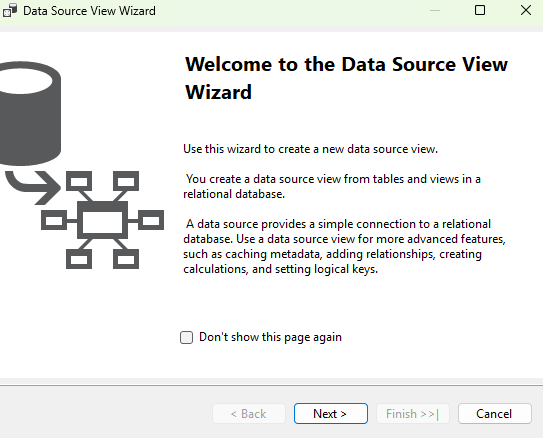 Data Source View Wizard
Welcome to the Data Source View
Wizard
Use this wizard to create a new data source view.
You create a data source view from tables and views in a
relational database.
A data source provides a simple connection to a relational
database. Use a data source view for more advanced features,
such as caching metadata, adding relationships, creating
calculations, and setting logical keys.
Don't show this page again
< Back Next > Finish >>| Cancel